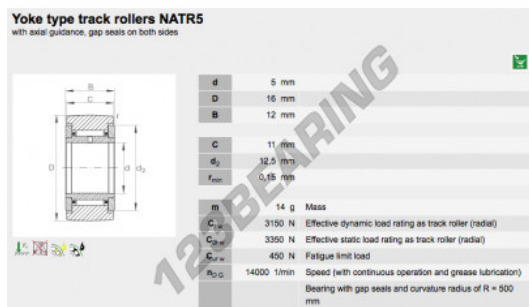 Yoke type track rollers NATR5
with axial guidance, gap seals on both sides
B
C
r
D
d
d2
d 5 mm
D 16 mm
B 12 mm
C 11 mm
d2 12,5 mm
rmin 0,15 mm
m 14 g Mass
Cr w 3150 N Effective dynamic load rating as track roller (radial)
C0r w 3350 N Effective static load rating as track roller (radial)
Cur w 450 N Fatigue limit load
nD G 14000 1/min Speed (with continuous operation and grease lubrication)
Bearing with gap seals and curvature radius of R = 500
mm
123BEARING